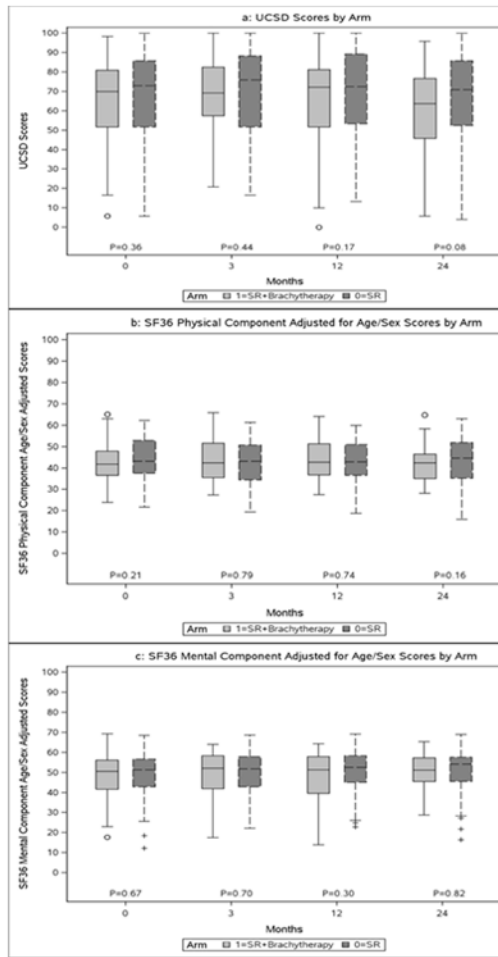 a: UCSD Scores by Arm
100
90
80
70
60
50
40
30
20
10
0
UCSD Scores
P=0.36 P=0.44 P=0.17 P=0.08
0 3 12 24
Months
Arm 1=SR+Brachytherapy 0=SR
b: SF36 Physical Component Adjusted for Age/Sex Scores by Arm
100
90
80
70
60
50
40
30
20
10
0
SF36 Physical Component Age/Sex Adjusted Scores
P=0.21 P=0.79 P=0.74 P=0.16
0 3 12 24
Months
Arm 1=SR+Brachytherapy 0=SR
c: SF36 Mental Component Adjusted for Age/Sex Scores by Arm
100
90
80
70
60
50
40
30
20
10
0
SF36 Mental Component Age/Sex Adjusted Scores
P=0.67 P=0.70 P=0.30 P=0.82
0 3 12 24
Months
Arm 1=SR+Brachytherapy 0=SR